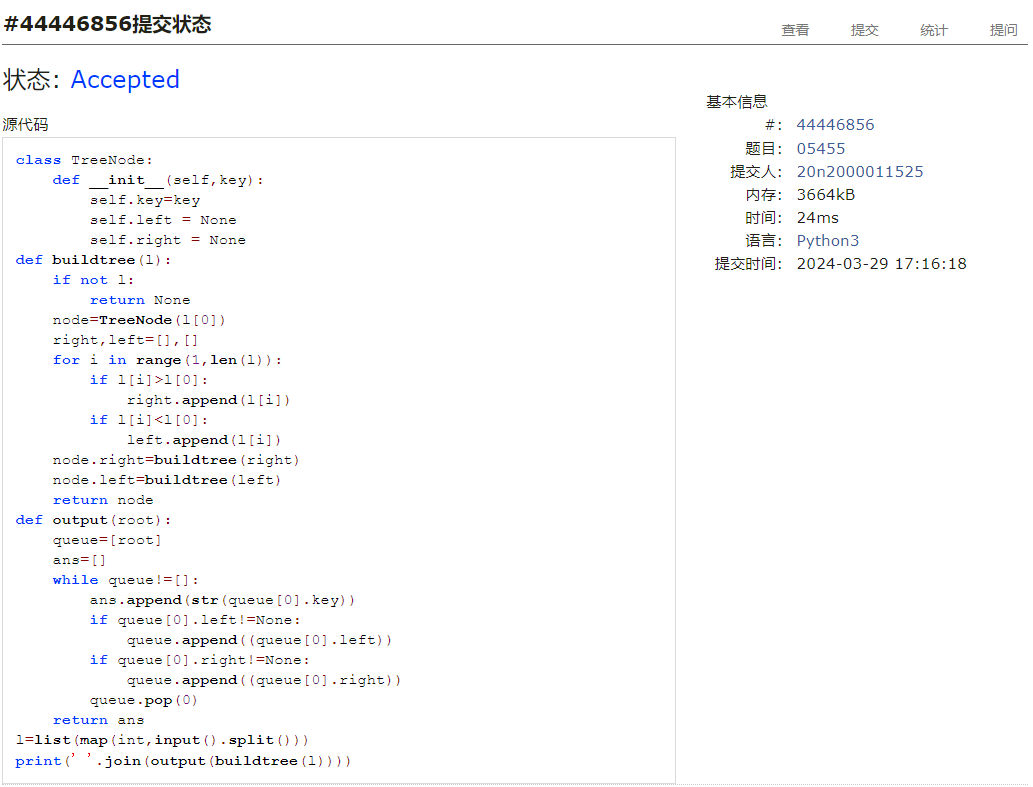 #44446856提交状态
查看 提交 统计 提问
状态: Accepted
源代码
class TreeNode:
    def __init__(self,key):
        self.key=key
        self.left = None
        self.right = None
def buildtree(l):
    if not l:
        return None
    node=TreeNode(l[0])
    right,left=[],[]
    for i in range(1,len(l)):
        if l[i]>l[0]:
            right.append(l[i])
        if l[i]<l[0]:
            left.append(l[i])
    node.right=buildtree(right)
    node.left=buildtree(left)
    return node
def output(root):
    queue=[root]
    ans=[]
    while queue!=[]:
        ans.append(str(queue[0].key))
        if queue[0].left!=None:
            queue.append((queue[0].left))
        if queue[0].right!=None:
            queue.append((queue[0].right))
        queue.pop(0)
    return ans
l=list(map(int,input().split()))
print(' '.join(output(buildtree(l))))
基本信息
#: 44446856
题目: 05455
提交人: 20n2000011525
内存: 3664kB
时间: 24ms
语言: Python3
提交时间: 2024-03-29 17:16:18